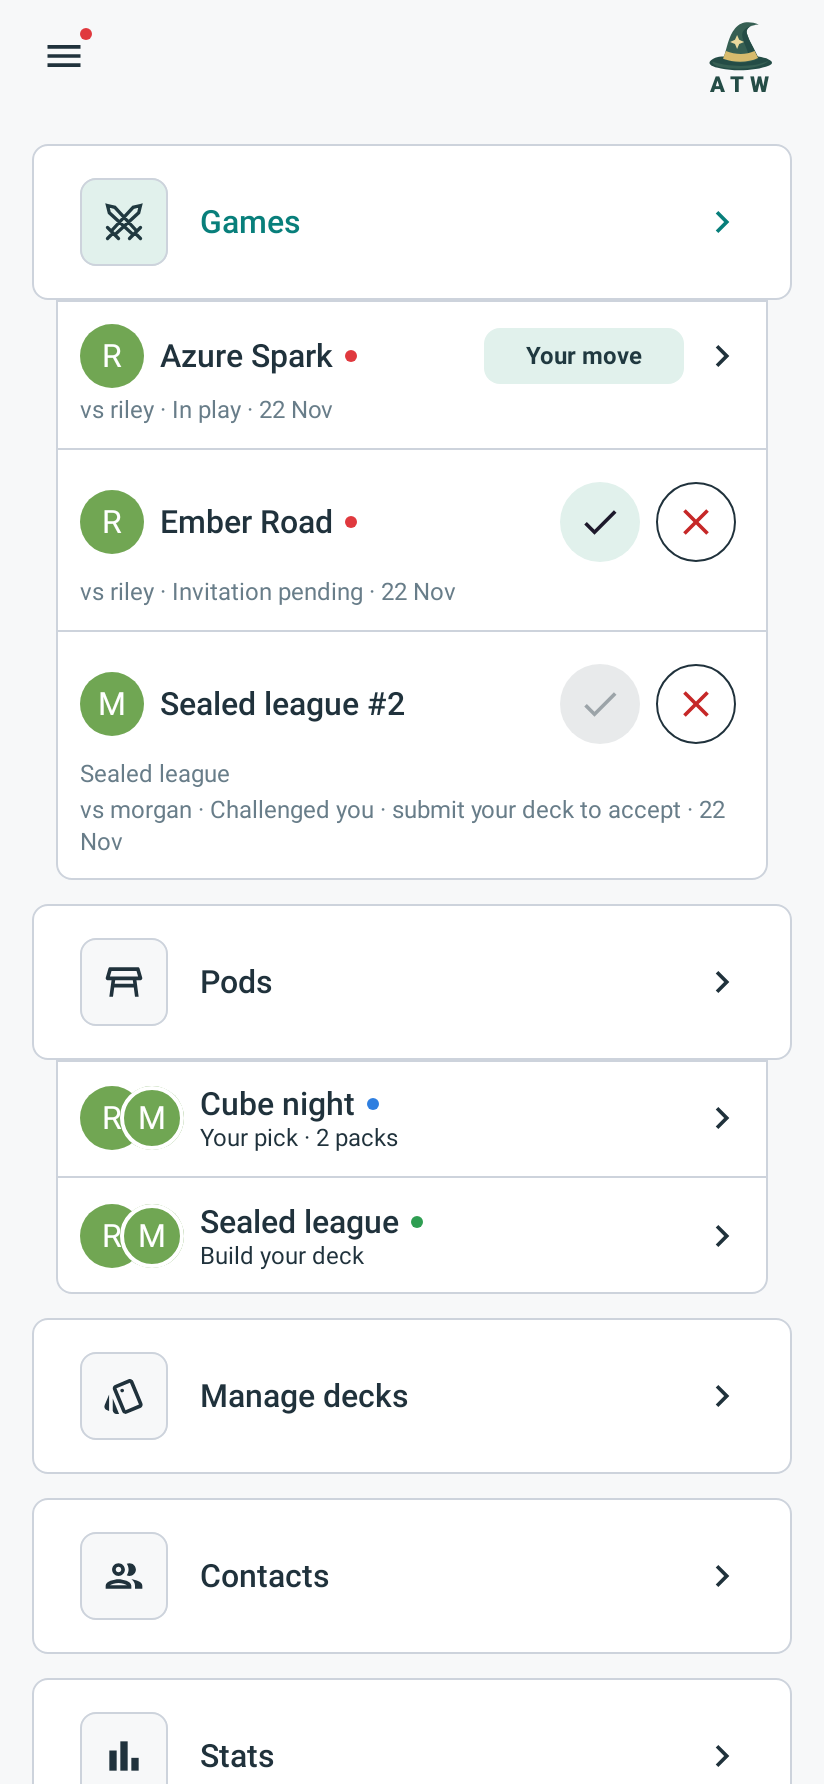 ATW
Games
R
Azure Spark
Your move
vs riley · In play · 22 Nov
R
Ember Road
vs riley · Invitation pending · 22 Nov
M
Sealed league #2
Sealed league
vs morgan · Challenged you · submit your deck to accept · 22
Nov
Pods
R M
Cube night
Your pick · 2 packs
R M
Sealed league
Build your deck
Manage decks
Contacts
Stats